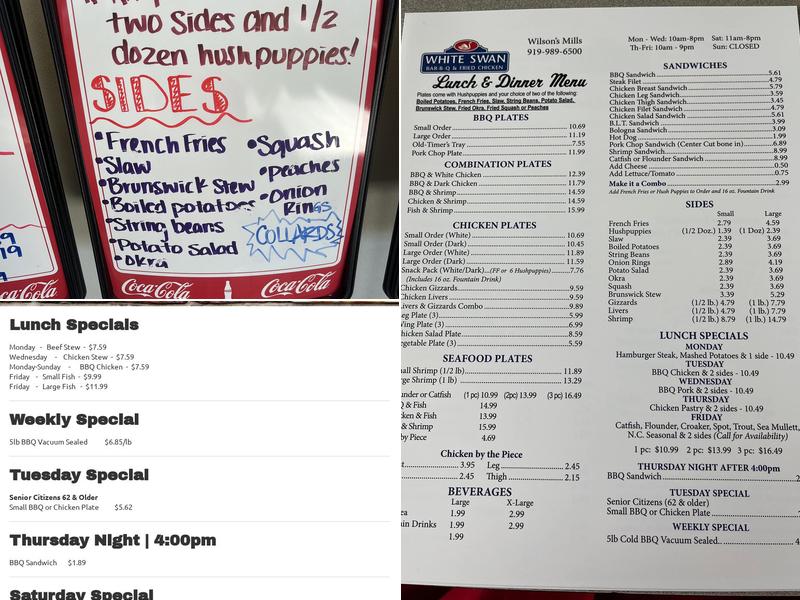 two Sides and 1/2
dozen hushpuppies!
SIDES
•French Fries
•Slaw
•Brunswick Stew
•Boiled potatoes
•String beans
•Potato Salad
•Okra
•Squash
•Peaches
•Onion
Rings
COLLARDS
Coca-Cola
Coca-Cola
Lunch Specials
Monday - Beef Stew - $7.59
Wednesday - Chicken Stew - $7.59
Monday-Sunday - BBQ Chicken - $7.59
Friday - Small Fish - $9.99
Friday - Large Fish - $11.99
Weekly Special
5lb BBQ Vacuum Sealed $6.85/lb
Tuesday Special
Senior Citizens 62 & Older
Small BBQ or Chicken Plate $5.62
Thursday Night | 4:00pm
BBQ Sandwich $1.89
Saturday Special
WHITE SWAN
BAR-B-Q & FRIED CHICKEN
Wilson's Mills
919-989-6500
Mon - Wed: 10am-8pm Sat: 11am-8pm
Th-Fri: 10am - 9pm Sun: CLOSED
Lunch & Dinner Menu
Plates come with Hushpuppies and your choice of two of the following:
Boiled Potatoes, French Fries, Slaw, String Beans, Potato Salad,
Brunswick Stew, Fried Okra, Fried Squash or Peaches
BBQ PLATES
Small Order 10.69
Large Order 11.19
Old-Timer's Tray 7.55
Pork Chop Plate 11.99
COMBINATION PLATES
BBQ & White Chicken 12.39
BBQ & Dark Chicken 11.79
BBQ & Shrimp 14.59
Chicken & Shrimp 14.59
Fish & Shrimp 15.99
CHICKEN PLATES
Small Order (White) 10.69
Small Order (Dark) 10.45
Large Order (White) 11.89
Large Order (Dark) 11.59
Snack Pack (White/Dark)...(FF or 6 Hushpuppies) 7.76
(Includes 16 oz. Fountain Drink)
Chicken Gizzards 9.59
Chicken Livers 9.59
Livers & Gizzards Combo 9.89
Leg Plate (3) 5.99
Wing Plate (3) 6.99
Chicken Salad Plate 8.59
Vegetable Plate (3) 5.59
SEAFOOD PLATES
Small Shrimp (1/2 lb) 11.89
Large Shrimp (1 lb) 13.29
under or Catfish (1 pc) 10.99 (2pc) 13.99 (3 pc) 16.49
Q & Fish 14.99
ken & Fish 13.99
& Shrimp 15.99
by Piece 4.69
Chicken by the Piece
t 3.95 Leg 2.45
2.45 Thigh 2.15
BEVERAGES
Large X-Large
ea 1.99 2.99
ain Drinks 1.99 2.99
1.99
SANDWICHES
BBQ Sandwich 5.61
Steak Filet 4.79
Chicken Breast Sandwich 5.79
Chicken Leg Sandwich 3.59
Chicken Thigh Sandwich 3.45
Chicken Filet Sandwich 4.79
Chicken Salad Sandwich 5.61
B.L.T. Sandwich 3.99
Bologna Sandwich 3.09
Hot Dog 1.99
Pork Chop Sandwich (Center Cut bone in) 6.89
Shrimp Sandwich 8.99
Catfish or Flounder Sandwich 8.99
Add Cheese 0.50
Add Lettuce/Tomato 0.75
Make it a Combo 2.99
Add French Fries or Hush Puppies to Order and 16 oz. Fountain Drink
SIDES
Small Large
French Fries 2.79 4.59
Hushpuppies (1/2 Doz.) 1.39 (1 Doz) 2.39
Slaw 2.39 3.69
Boiled Potatoes 2.39 3.69
String Beans 2.39 3.69
Onion Rings 2.89 4.19
Potato Salad 2.39 3.69
Okra 2.39 3.69
Squash 2.39 3.69
Brunswick Stew 3.39 5.29
Gizzards (1/2 lb.) 4.79 (1 lb.) 7.79
Livers (1/2 lb.) 4.79 (1 lb.) 7.79
Shrimp (1/2 lb.) 8.79 (1 lb.) 14.79
LUNCH SPECIALS
MONDAY
Hamburger Steak, Mashed Potatoes & 1 side - 10.49
TUESDAY
BBQ Chicken & 2 sides - 10.49
WEDNESDAY
BBQ Pork & 2 sides - 10.49
THURSDAY
Chicken Pastry & 2 sides - 10.49
FRIDAY
Catfish, Flounder, Croaker, Spot, Trout, Sea Mullet,
N.C. Seasonal & 2 sides (Call for Availability)
1 pc: $10.99 2 pc: $13.99 3 pc: $16.49
THURSDAY NIGHT AFTER 4:00pm
BBQ Sandwich
TUESDAY SPECIAL
Senior Citizens (62 & older)
Small BBQ or Chicken Plate
WEEKLY SPECIAL
5lb Cold BBQ Vacuum Sealed